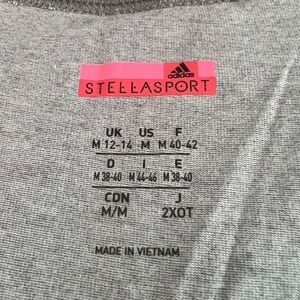 adidas
STELLASPORT
UK US F
M 12-14 M M 40-42
D I E
M 38-40 M 44-46 M 38-40
CDN J
M/M 2XOT
MADE IN VIETNAM